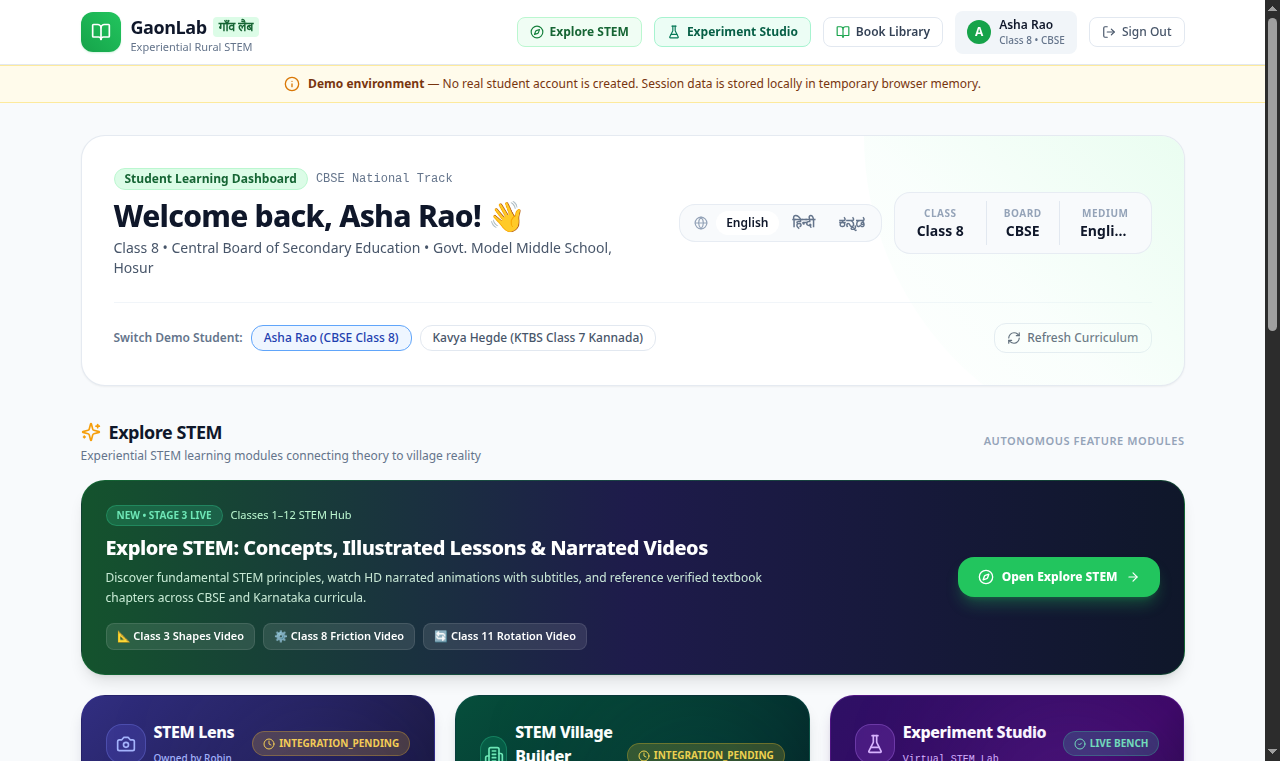 GaonLab गाँव लैब
Experiential Rural STEM
Explore STEM
Experiment Studio
Book Library
A
Asha Rao
Class 8 • CBSE
Sign Out
Demo environment — No real student account is created. Session data is stored locally in temporary browser memory.
Student Learning Dashboard CBSE National Track
Welcome back, Asha Rao! 👋
Class 8 • Central Board of Secondary Education • Govt. Model Middle School,
Hosur
English हिन्दी ಕನ್ನಡ
CLASS BOARD MEDIUM
Class 8 CBSE Engli...
Switch Demo Student: Asha Rao (CBSE Class 8) Kavya Hegde (KTBS Class 7 Kannada) Refresh Curriculum
Explore STEM
Experiential STEM learning modules connecting theory to village reality
AUTONOMOUS FEATURE MODULES
NEW • STAGE 3 LIVE Classes 1–12 STEM Hub
Explore STEM: Concepts, Illustrated Lessons & Narrated Videos
Discover fundamental STEM principles, watch HD narrated animations with subtitles, and reference verified textbook
chapters across CBSE and Karnataka curricula.
Open Explore STEM →
📐 Class 3 Shapes Video ⚙️ Class 8 Friction Video 🔄 Class 11 Rotation Video
STEM Lens
Owned by Robin
INTEGRATION_PENDING
STEM Village
Builder
INTEGRATION_PENDING
Experiment Studio
Virtual STEM Lab
LIVE BENCH